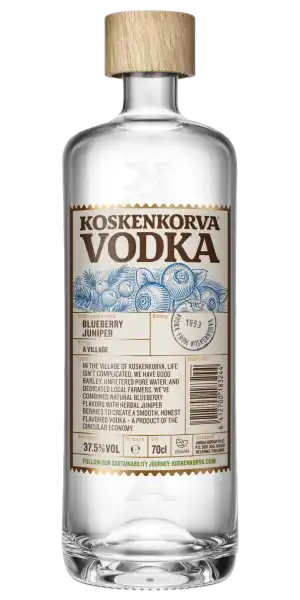 KOSKENKORVA
VODKA
BLUEBERRY
JUNIPER
1953
A VILLAGE
IN THE VILLAGE OF KOSKENKORVA, LIFE
ISN'T COMPLICATED. WE HAVE GOOD
BARLEY, UNFILTERED PURE WATER, AND
DEDICATED LOCAL FARMERS. WE'VE
COMBINED NATURAL BLUEBERRY
FLAVORS WITH HERBAL JUNIPER
BERRIES TO CREATE A SMOOTH, HONEST
FLAVORED VODKA – A PRODUCT OF THE
CIRCULAR ECONOMY.
37.5%VOL
e
70cl
VEGAN
FOLLOW OUR SUSTAINABILITY JOURNEY: KOSKENKORVA.COM